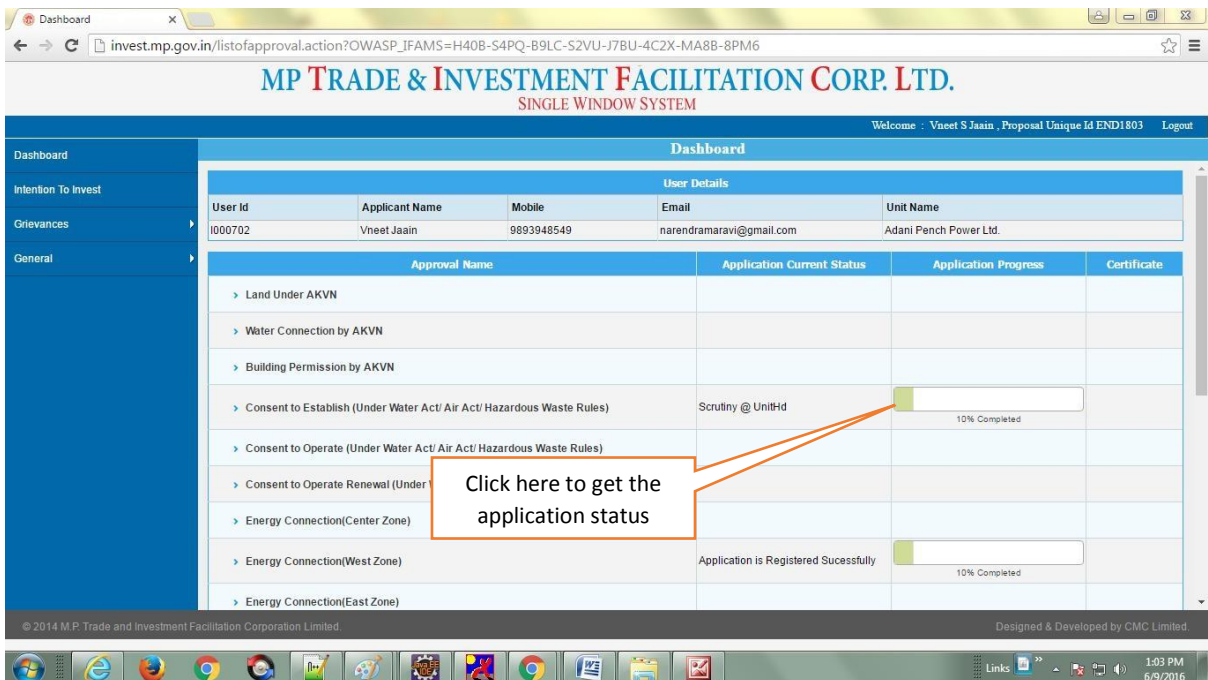 Dashboard
invest.mp.gov.in/listofapproval.action?OWASP_IFAMS=H40B-S4PQ-B9LC-S2VU-J7BU-4C2X-MA8B-8PM6
MP TRADE & INVESTMENT FACILITATION CORP. LTD.
SINGLE WINDOW SYSTEM
Welcome : Vneet S Jaain , Proposal Unique Id END1803 Logout
Dashboard
Intention To Invest
Grievances
General
Dashboard
User Details
User Id Applicant Name Mobile Email Unit Name
I000702 Vneet Jaain 9893948549 narendramaravi@gmail.com Adani Pench Power Ltd.
Approval Name Application Current Status Application Progress Certificate
Land Under AKVN
Water Connection by AKVN
Building Permission by AKVN
Consent to Establish (Under Water Act/ Air Act/ Hazardous Waste Rules) Scrutiny @ UnitHd
10% Completed
Consent to Operate (Under Water Act/ Air Act/ Hazardous Waste Rules)
Consent to Operate Renewal (Under
Click here to get the
application status
Energy Connection(Center Zone)
Energy Connection(West Zone) Application is Registered Sucessfully
10% Completed
Energy Connection(East Zone)
© 2014 M.P. Trade and Investment Facilitation Corporation Limited. Designed & Developed by CMC Limited.
Links 1:03 PM
6/9/2016